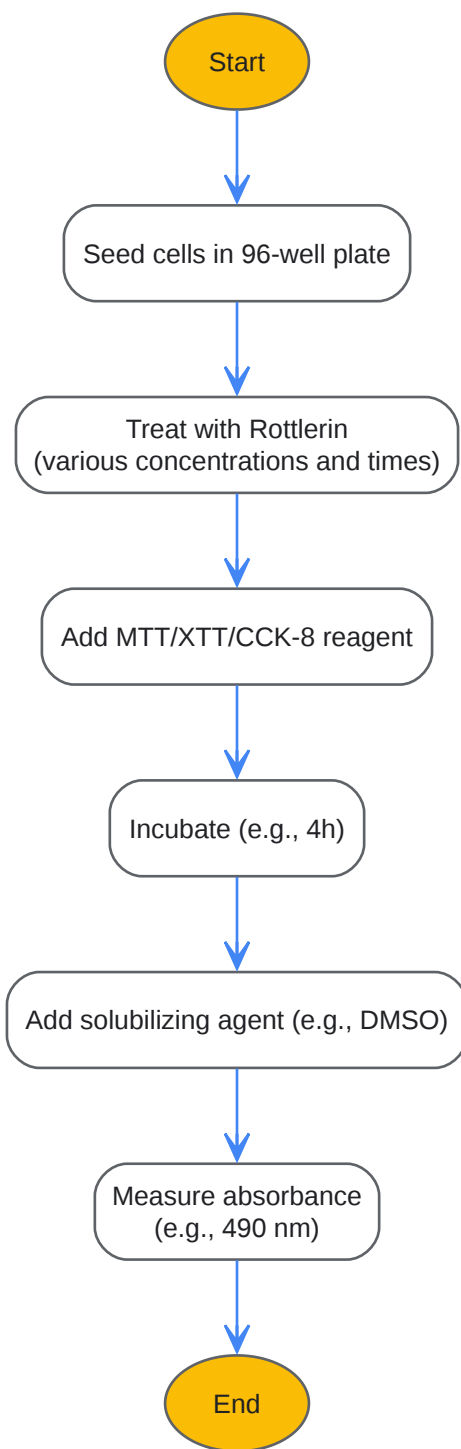 Start
Seed cells in 96-well plate
Treat with Rottlerin
(various concentrations and times)
Add MTT/XTT/CCK-8 reagent
Incubate (e.g., 4h)
Add solubilizing agent (e.g., DMSO)
Measure absorbance
(e.g., 490 nm)
End